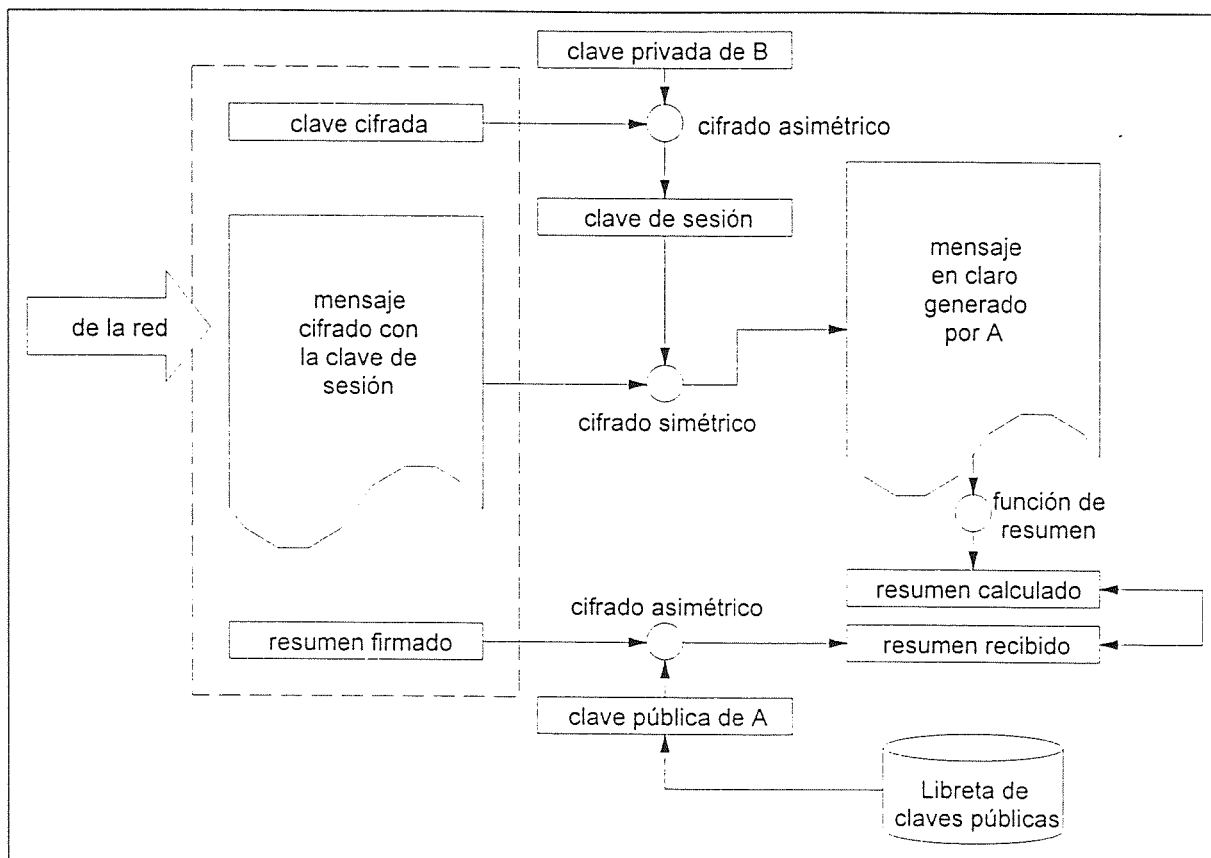 clave privada de B
clave cifrada
cifrado asimétrico
clave de sesión
mensaje
en claro
generado
por A
de la red
mensaje
cifrado con
la clave de
sesión
cifrado simétrico
función de
resumen
resumen calculado
cifrado asimétrico
resumen firmado
resumen recibido
clave pública de A
Libreta de
claves públicas